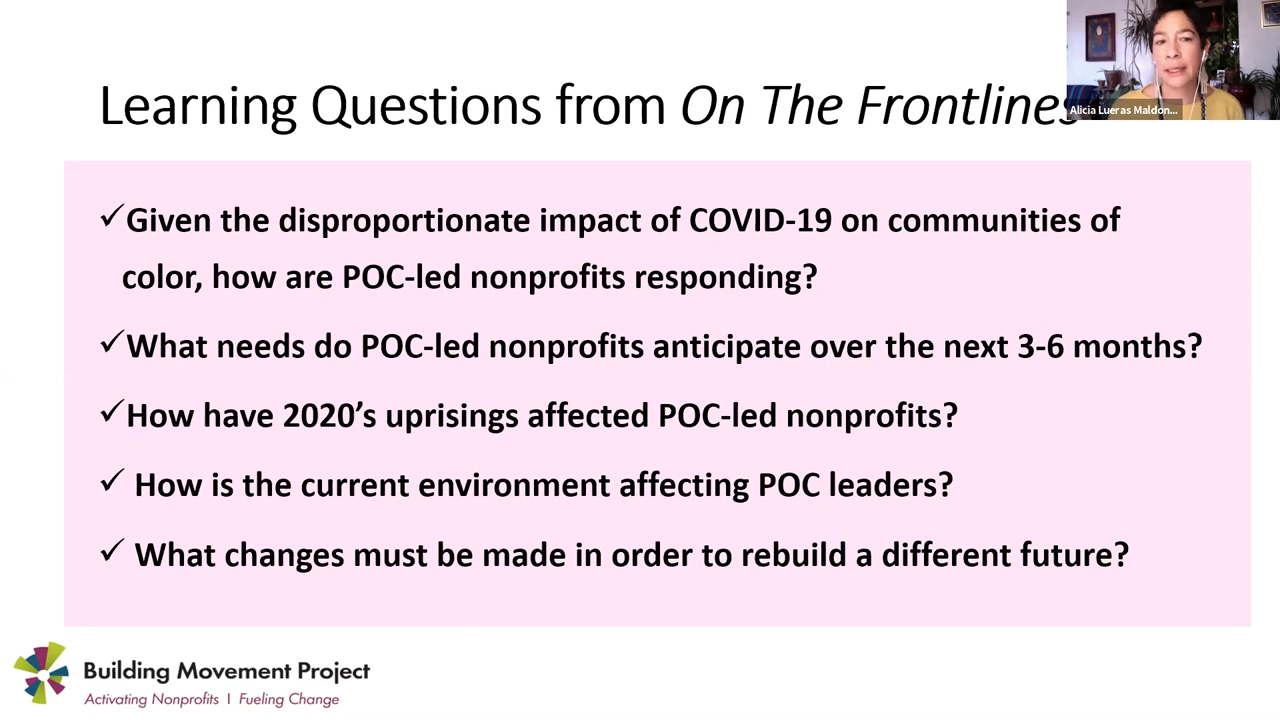 Learning Questions from On The Frontlines
Alicia Lueras Maldon...
✓Given the disproportionate impact of COVID-19 on communities of
color, how are POC-led nonprofits responding?
✓What needs do POC-led nonprofits anticipate over the next 3-6 months?
✓How have 2020’s uprisings affected POC-led nonprofits?
✓ How is the current environment affecting POC leaders?
✓ What changes must be made in order to rebuild a different future?
Building Movement Project
Activating Nonprofits | Fueling Change